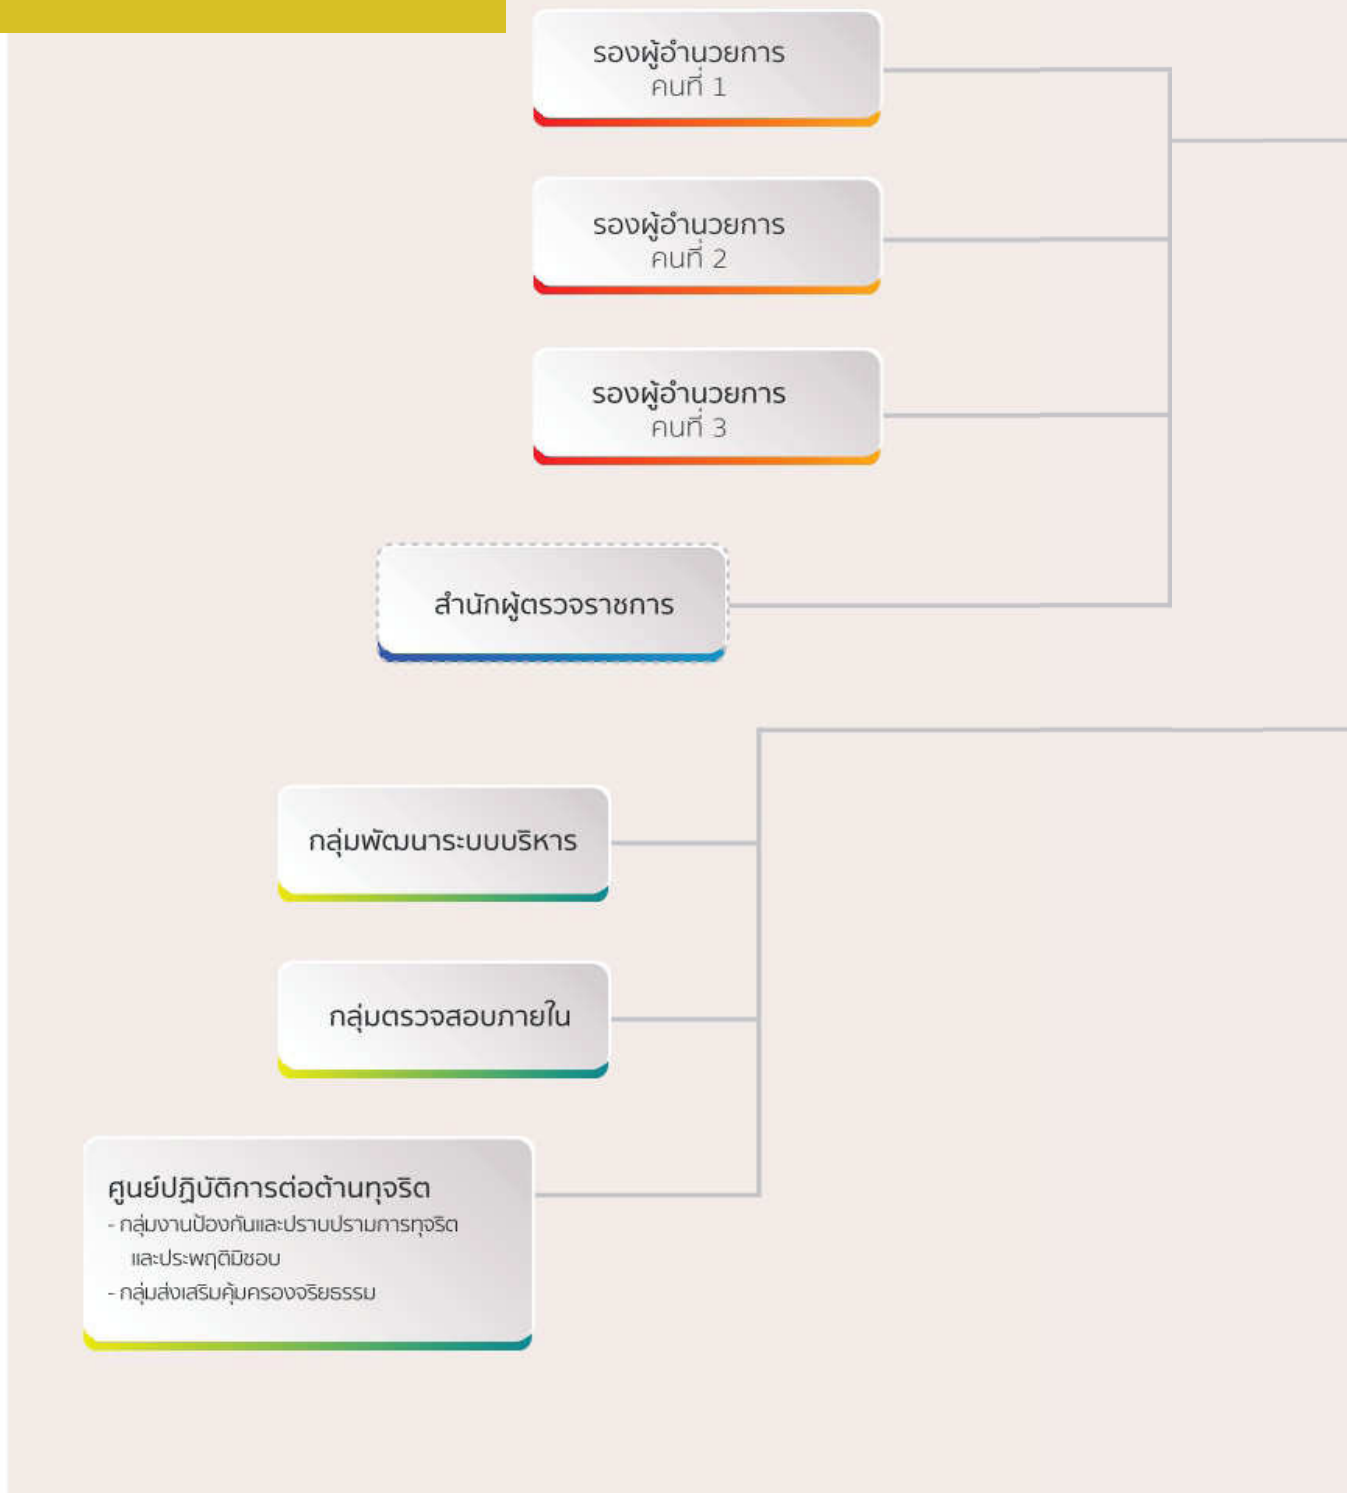 รองผู้อำนวยการ
คนที่ 1
รองผู้อำนวยการ
คนที่ 2
รองผู้อำนวยการ
คนที่ 3
สำนักผู้ตรวจราชการ
กลุ่มพัฒนาระบบบริหาร
กลุ่มตรวจสอบภายใน
ศูนย์ปฏิบัติการต่อต้านทุจริต
- กลุ่มงานป้องกันและปราบปรามการทุจริต
และประพฤติมิชอบ
- กลุ่มส่งเสริมคุ้มครองจริยธรรม